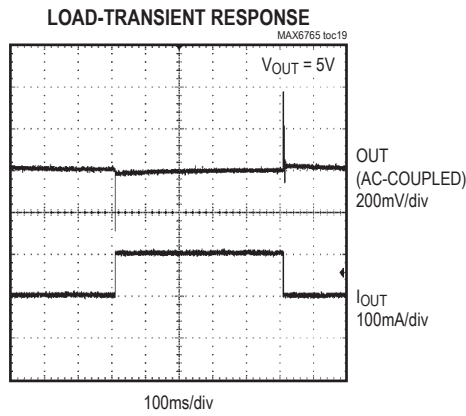 LOAD-TRANSIENT RESPONSE
MAX6765 toc19
VOUT = 5V
OUT
(AC-COUPLED)
200mV/div
IOUT
100mA/div
100ms/div